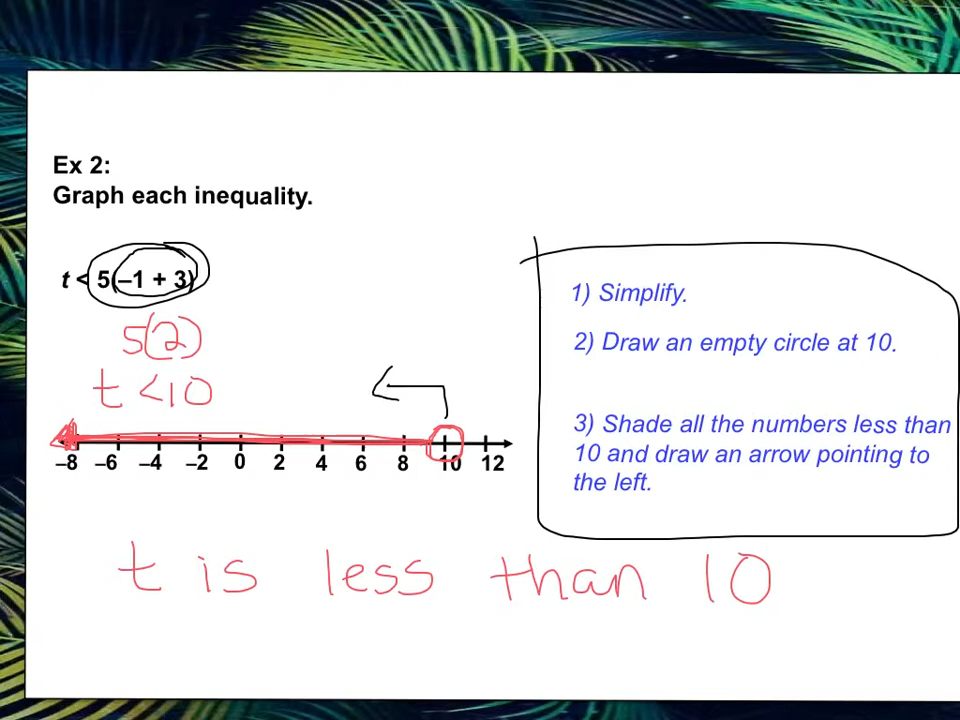 Ex 2:
Graph each inequality.
t < 5(–1 + 3)
5(2)
t <10
–8 –6 –4 –2 0 2 4 6 8 10 12
1) Simplify.
2) Draw an empty circle at 10.
3) Shade all the numbers less than
10 and draw an arrow pointing to
the left.
t is less than 10